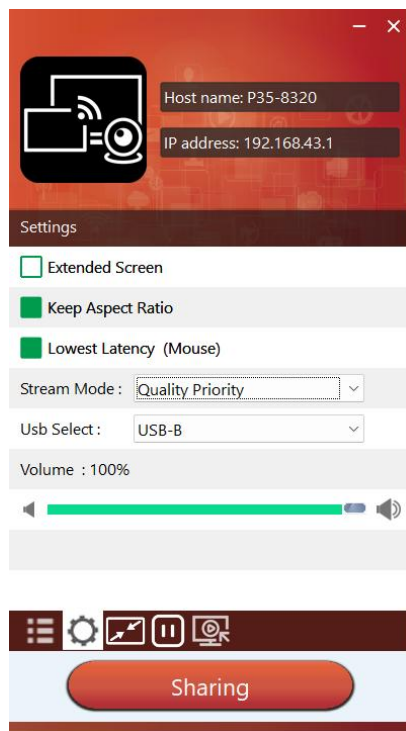 Host name: P35-8320
IP address: 192.168.43.1
Settings
Extended Screen
Keep Aspect Ratio
Lowest Latency (Mouse)
Stream Mode : Quality Priority
Usb Select : USB-B
Volume : 100%
Sharing